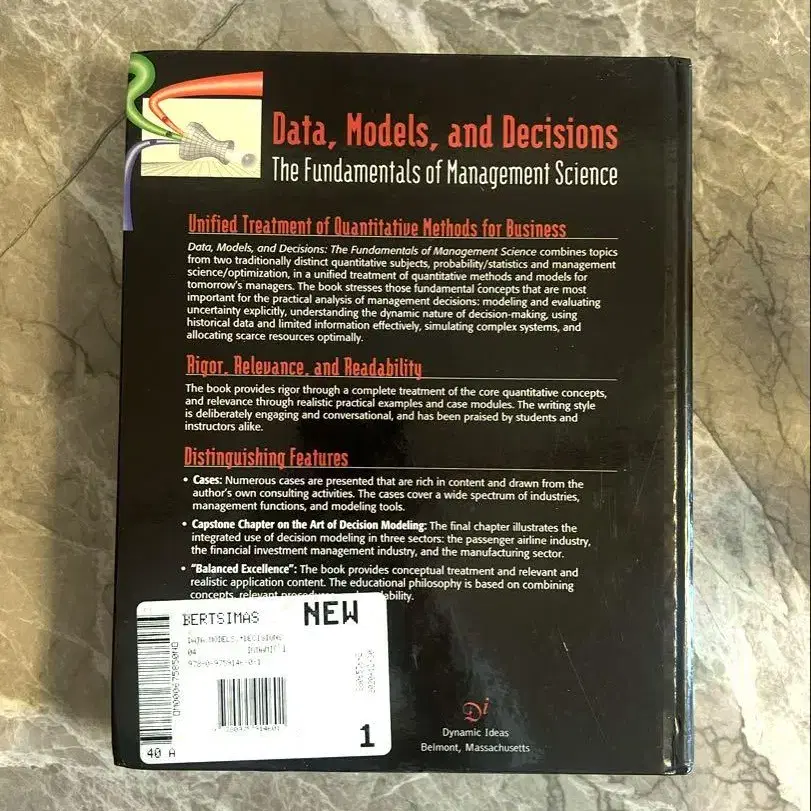 Data, Models, and Decisions
The Fundamentals of Management Science
Unified Treatment of Quantitative Methods for Business
Data, Models, and Decisions: The Fundamentals of Management Science combines topics
from two traditionally distinct quantitative subjects, probability/statistics and management
science/optimization, in a unified treatment of quantitative methods and models for
tomorrow's managers. The book stresses those fundamental concepts that are most
important for the practical analysis of management decisions: modeling and evaluating
uncertainty explicitly, understanding the dynamic nature of decision-making, using
historical data and limited information effectively, simulating complex systems, and
allocating scarce resources optimally.
Rigor, Relevance, and Readability
The book provides rigor through a complete treatment of the core quantitative concepts,
and relevance through realistic practical examples and case modules. The writing style
is deliberately engaging and conversational, and has been praised by students and
instructors alike.
Distinguishing Features
• Cases: Numerous cases are presented that are rich in content and drawn from the
author's own consulting activities. The cases cover a wide spectrum of industries,
management functions, and modeling tools.
• Capstone Chapter on the Art of Decision Modeling: The final chapter illustrates the
integrated use of decision modeling in three sectors: the passenger airline industry,
the financial investment management industry, and the manufacturing sector.
• "Balanced Excellence": The book provides conceptual treatment and relevant and
realistic application content. The educational philosophy is based on combining
concepts, relevant
BERTSIMAS NEW
DATA,MODELS,+DECISIONS
04
1
40 A
Dynamic Ideas
Belmont, Massachusetts